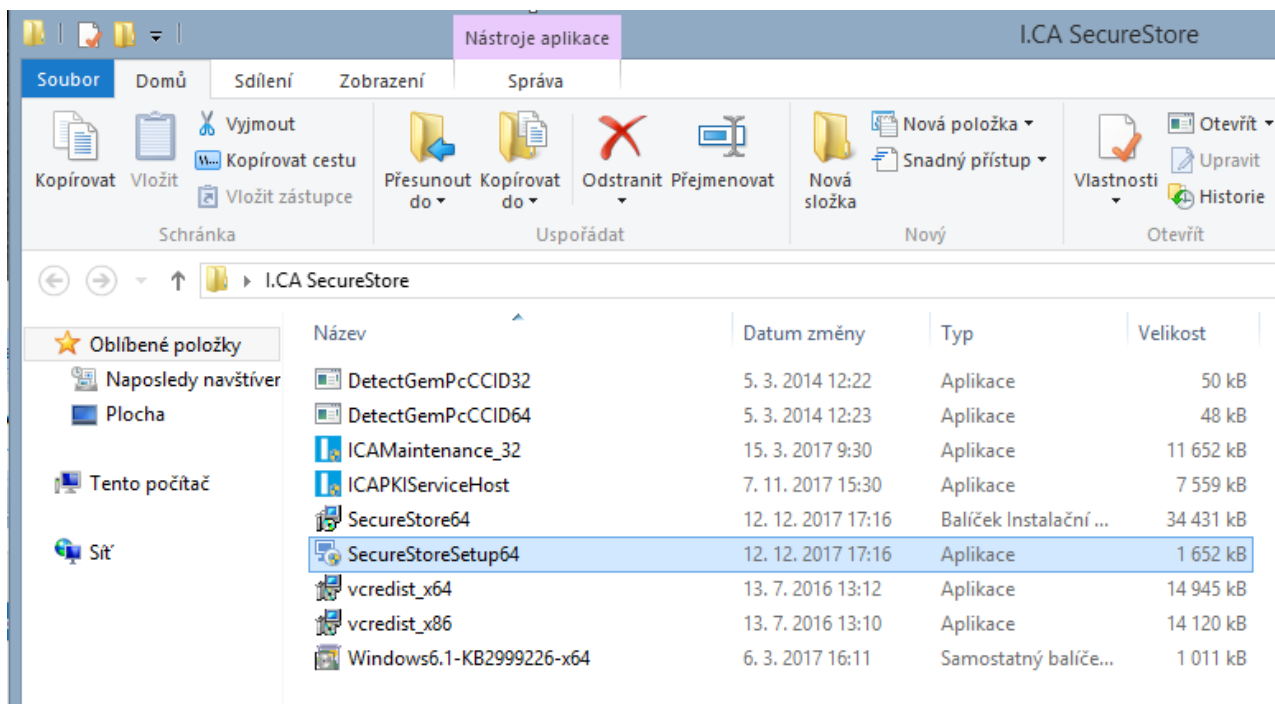 Nástroje aplikace
I.CA SecureStore
Soubor Domů Sdílení Zobrazení Správa
Kopírovat
Vložit
Vyjmout
Kopírovat cestu
Vložit zástupce
Schránka
Přesunout do
Kopírovat do
Odstranit
Přejmenovat
Uspořádat
Nová složka
Nová položka
Snadný přístup
Nový
Vlastnosti
Otevřít
Upravit
Historie
Otevřít
I.CA SecureStore
Oblíbené položky
Naposledy navštíver
Plocha
Tento počítač
Síť
Název Datum změny Typ Velikost
DetectGemPcCCID32 5. 3. 2014 12:22 Aplikace 50 kB
DetectGemPcCCID64 5. 3. 2014 12:23 Aplikace 48 kB
ICAMaintenance_32 15. 3. 2017 9:30 Aplikace 11 652 kB
ICAPKIServiceHost 7. 11. 2017 15:30 Aplikace 7 559 kB
SecureStore64 12. 12. 2017 17:16 Balíček Instalační ... 34 431 kB
SecureStoreSetup64 12. 12. 2017 17:16 Aplikace 1 652 kB
vcredist_x64 13. 7. 2016 13:12 Aplikace 14 945 kB
vcredist_x86 13. 7. 2016 13:10 Aplikace 14 120 kB
Windows6.1-KB2999226-x64 6. 3. 2017 16:11 Samostatný balíče... 1 011 kB